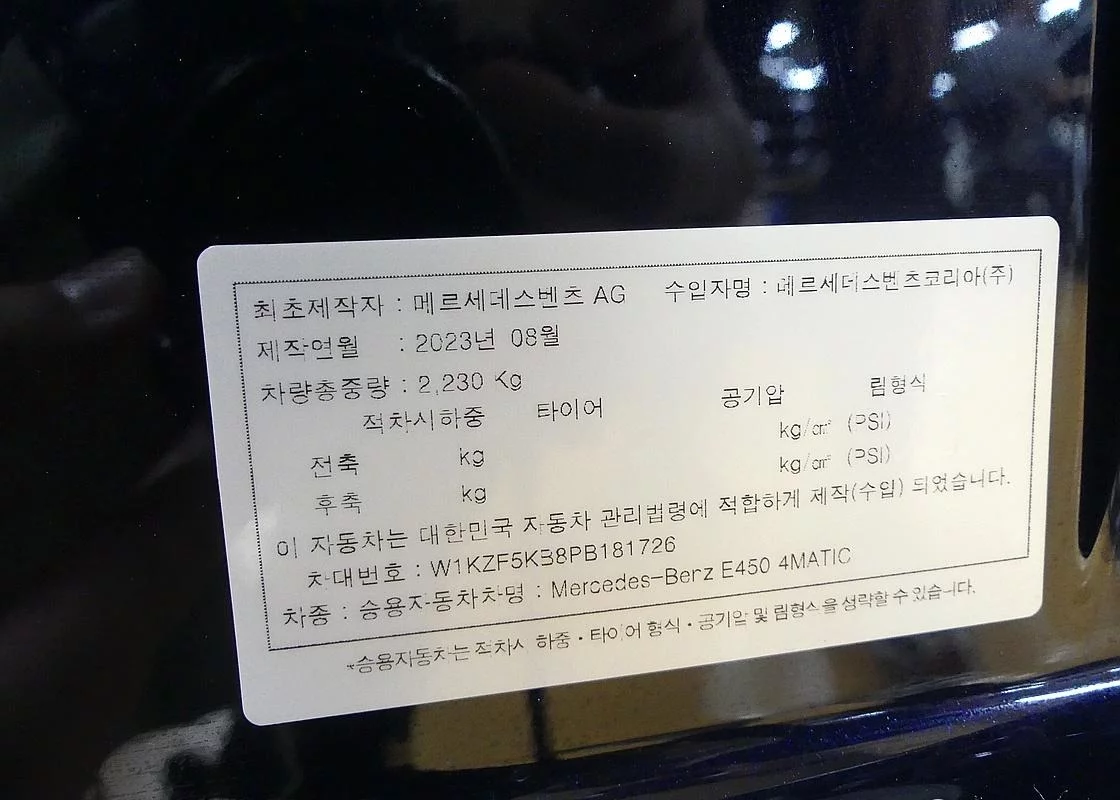 최초제작자 : 메르세데스벤츠 AG 수입자명 : 메르세데스벤츠코리아(주)
제작연월 : 2023년 08월
차량총중량 : 2,230 Kg
적차시하중 타이어 공기압 림형식
전축 kg kg/㎠ (PSI)
후축 kg kg/㎠ (PSI)
이 자동차는 대한민국 자동차 관리법령에 적합하게 제작(수입) 되었습니다.
차대번호 : W1KZF5KB8PB181726
차종 : 승용자동차차명 : Mercedes-Benz E450 4MATIC
*승용자동차는 적차시 하중・타이어 형식・공기압 및 림형식을 생략할 수 있습니다.